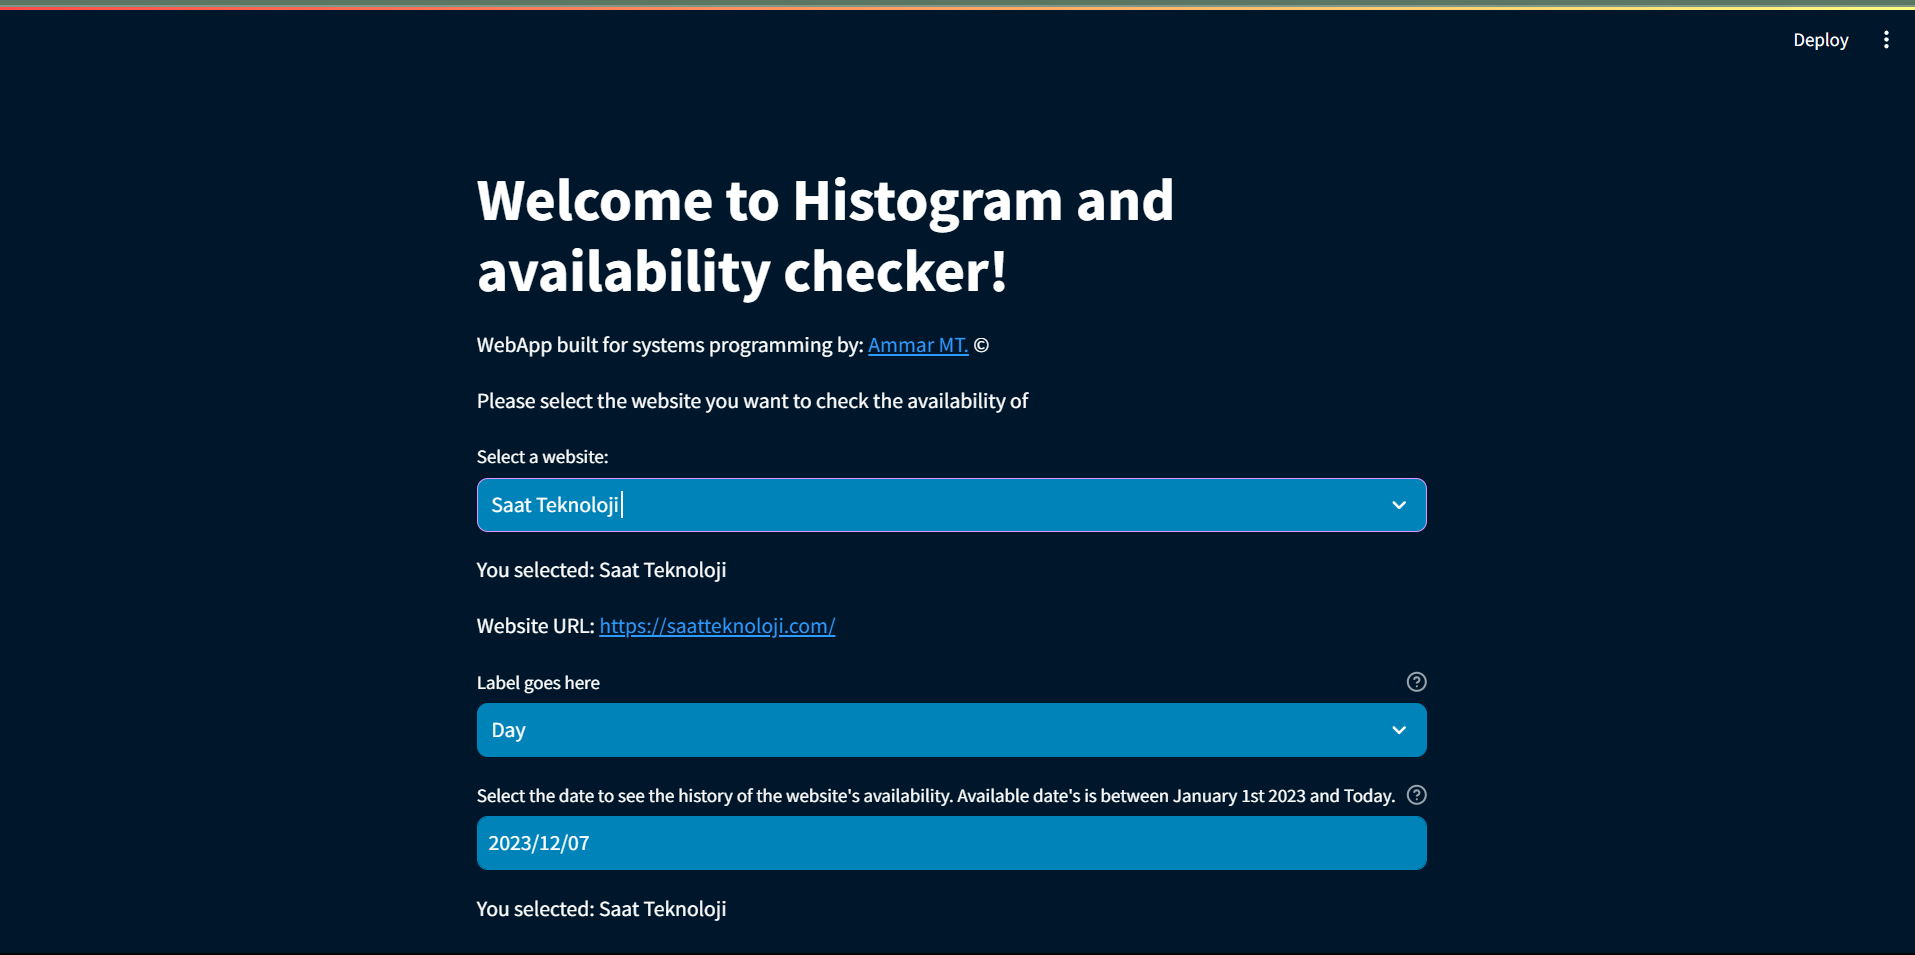 Deploy
Welcome to Histogram and
availability checker!
WebApp built for systems programming by: Ammar MT. ©
Please select the website you want to check the availability of
Select a website:
Saat Teknoloji
You selected: Saat Teknoloji
Website URL: https://saatteknoloji.com/
Label goes here
Day
Select the date to see the history of the website's availability. Available date's is between January 1st 2023 and Today.
2023/12/07
You selected: Saat Teknoloji